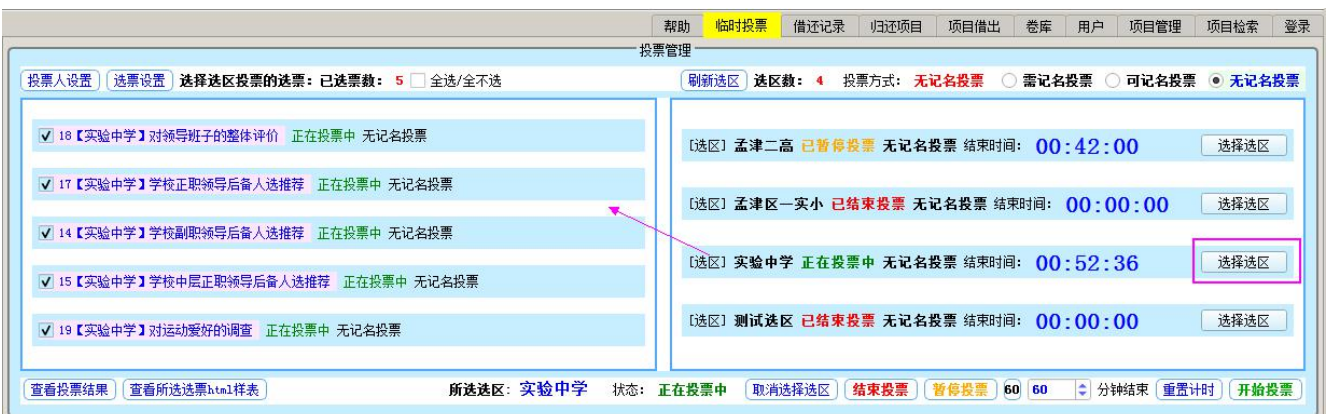 帮助 临时投票 借还记录 归还项目 项目借出 卷库 用户 项目管理 项目检索 登录
投票管理
投票人设置 选票设置 选择选区投票的选票：已选票数： 5 全选/全不选 刷新选区 选区数： 4 投票方式： 无记名投票 需记名投票 可记名投票 无记名投票
18【实验中学】对领导班子的整体评价 正在投票中 无记名投票
17【实验中学】学校正职领导后备人选推荐 正在投票中 无记名投票
14【实验中学】学校副职领导后备人选推荐 正在投票中 无记名投票
15【实验中学】学校中层正职领导后备人选推荐 正在投票中 无记名投票
19【实验中学】对运动爱好的调查 正在投票中 无记名投票
[选区] 孟津二高 已暂停投票 无记名投票 结束时间： 00:42:00 选择选区
[选区] 孟津区一实小 已结束投票 无记名投票 结束时间： 00:00:00 选择选区
[选区] 实验中学 正在投票中 无记名投票 结束时间： 00:52:36 选择选区
[选区] 测试选区 已结束投票 无记名投票 结束时间： 00:00:00 选择选区
查看投票结果 查看所选选票html样表 所选选区： 实验中学 状态： 正在投票中 取消选择选区 结束投票 暂停投票 60 60 分钟结束 重置计时 开始投票